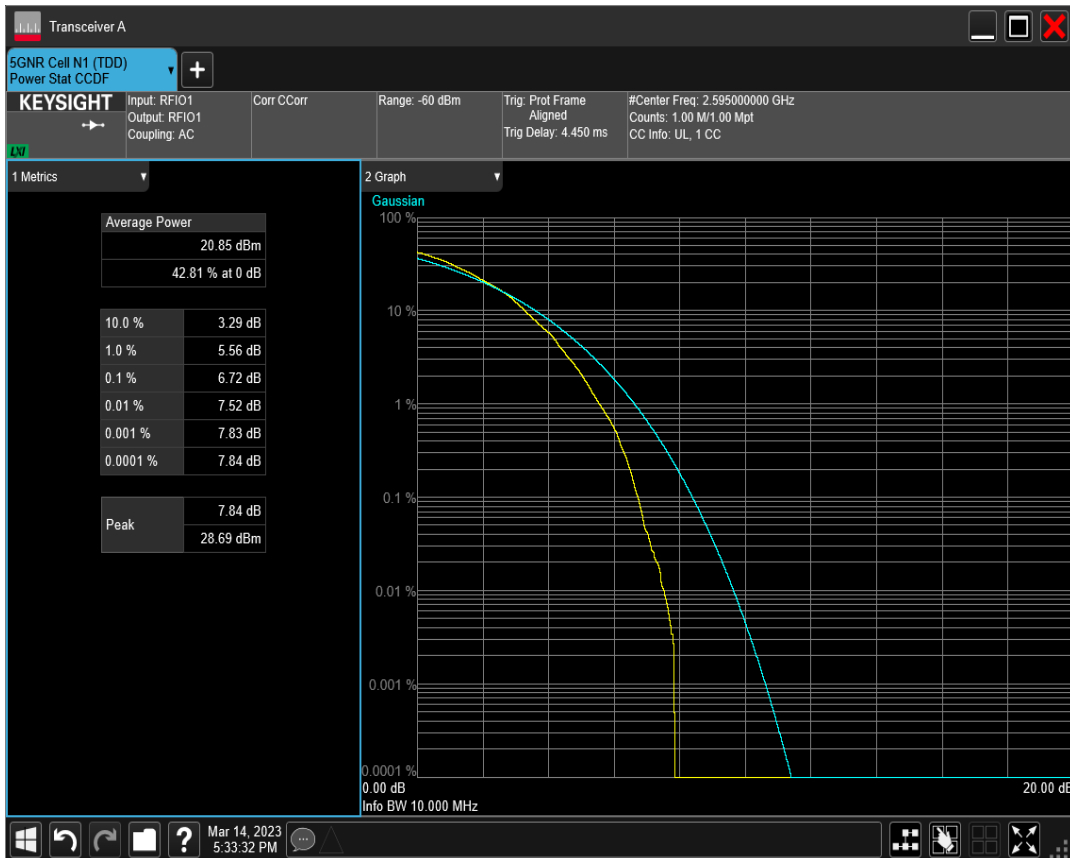 Transceiver A
5GNR Cell N1 (TDD)
Power Stat CCDF
+
KEYSIGHT
LXI
Input: RFIO1
Output: RFIO1
Coupling: AC
Corr CCorr
Range: -60 dBm
Trig: Prot Frame
Aligned
Trig Delay: 4.450 ms
#Center Freq: 2.595000000 GHz
Counts: 1.00 M/1.00 Mpt
CC Info: UL, 1 CC
1 Metrics
Average Power
20.85 dBm
42.81 % at 0 dB
10.0 % 3.29 dB
1.0 % 5.56 dB
0.1 % 6.72 dB
0.01 % 7.52 dB
0.001 % 7.83 dB
0.0001 % 7.84 dB
Peak
7.84 dB
28.69 dBm
2 Graph
Gaussian
100 %
10 %
1 %
0.1 %
0.01 %
0.001 %
0.0001 %
0.00 dB
20.00 dB
Info BW 10.000 MHz
?
Mar 14, 2023
5:33:32 PM